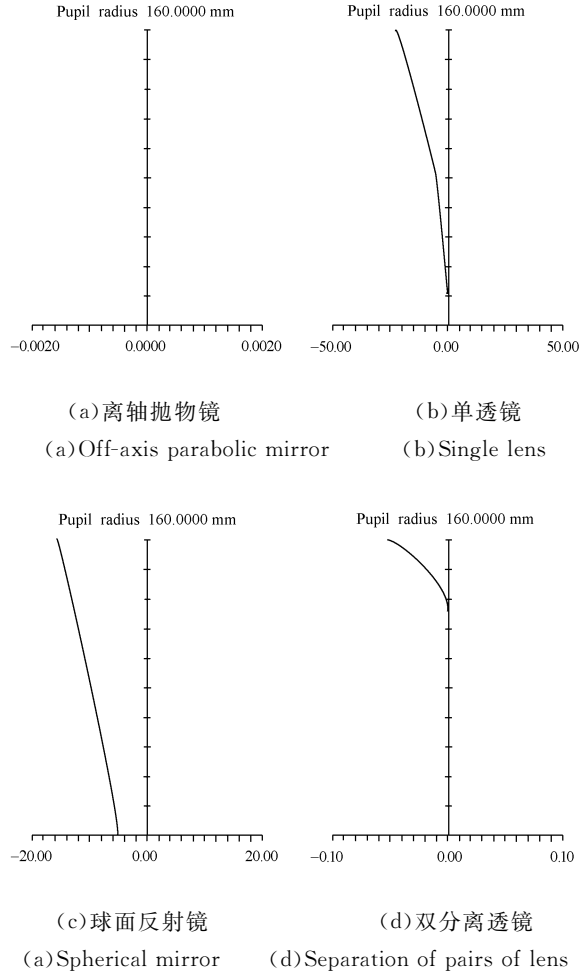 Pupil radius 160.0000 mm
Pupil radius 160.0000 mm
−0.0020 0.0000 0.0020
−50.00 0.00 50.00
(a)离轴抛物镜
(b)单透镜
(a)Off-axis parabolic mirror
(b)Single lens
Pupil radius 160.0000 mm
Pupil radius 160.0000 mm
−20.00 0.00 20.00
−0.10 0.00 0.10
(c)球面反射镜
(d)双分离透镜
(a)Spherical mirror
(d)Separation of pairs of lens